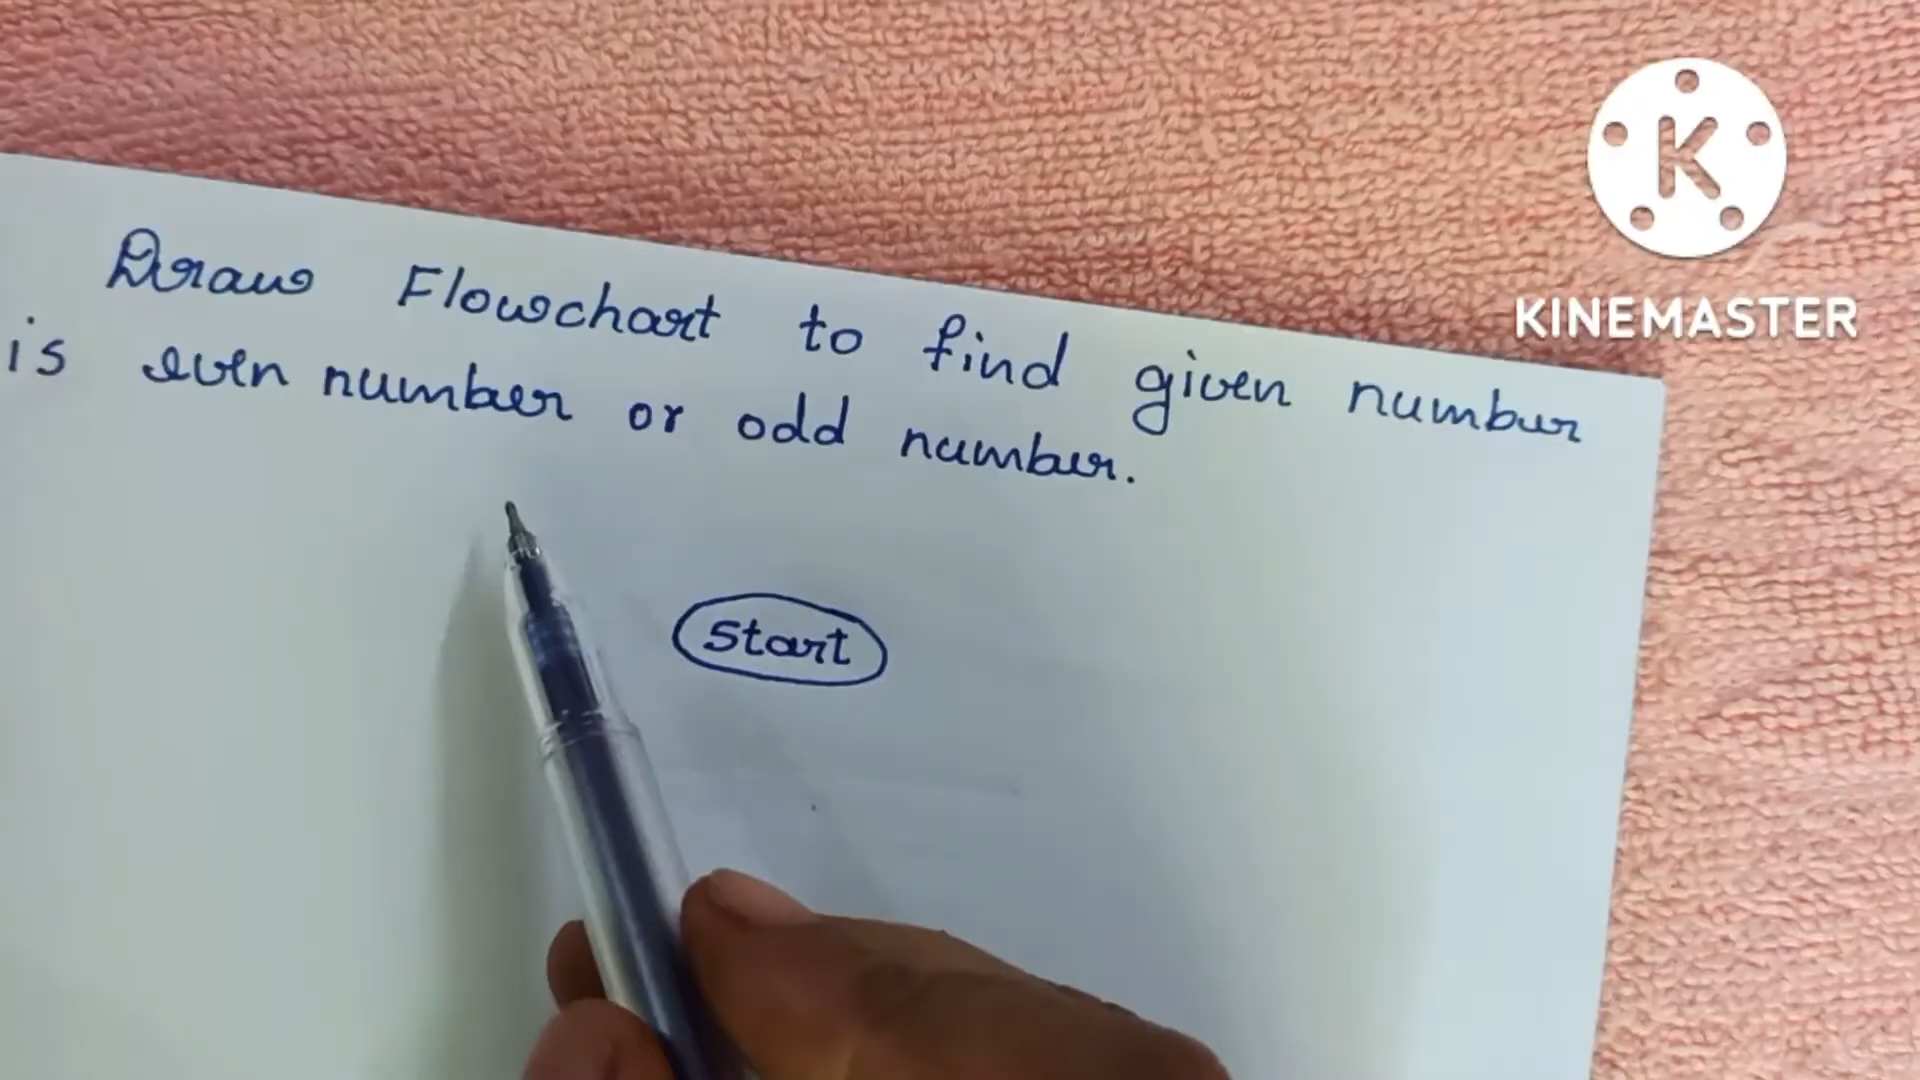 Draw Flowchart to find given number
is even number or odd number.
Start
K
KINEMASTER